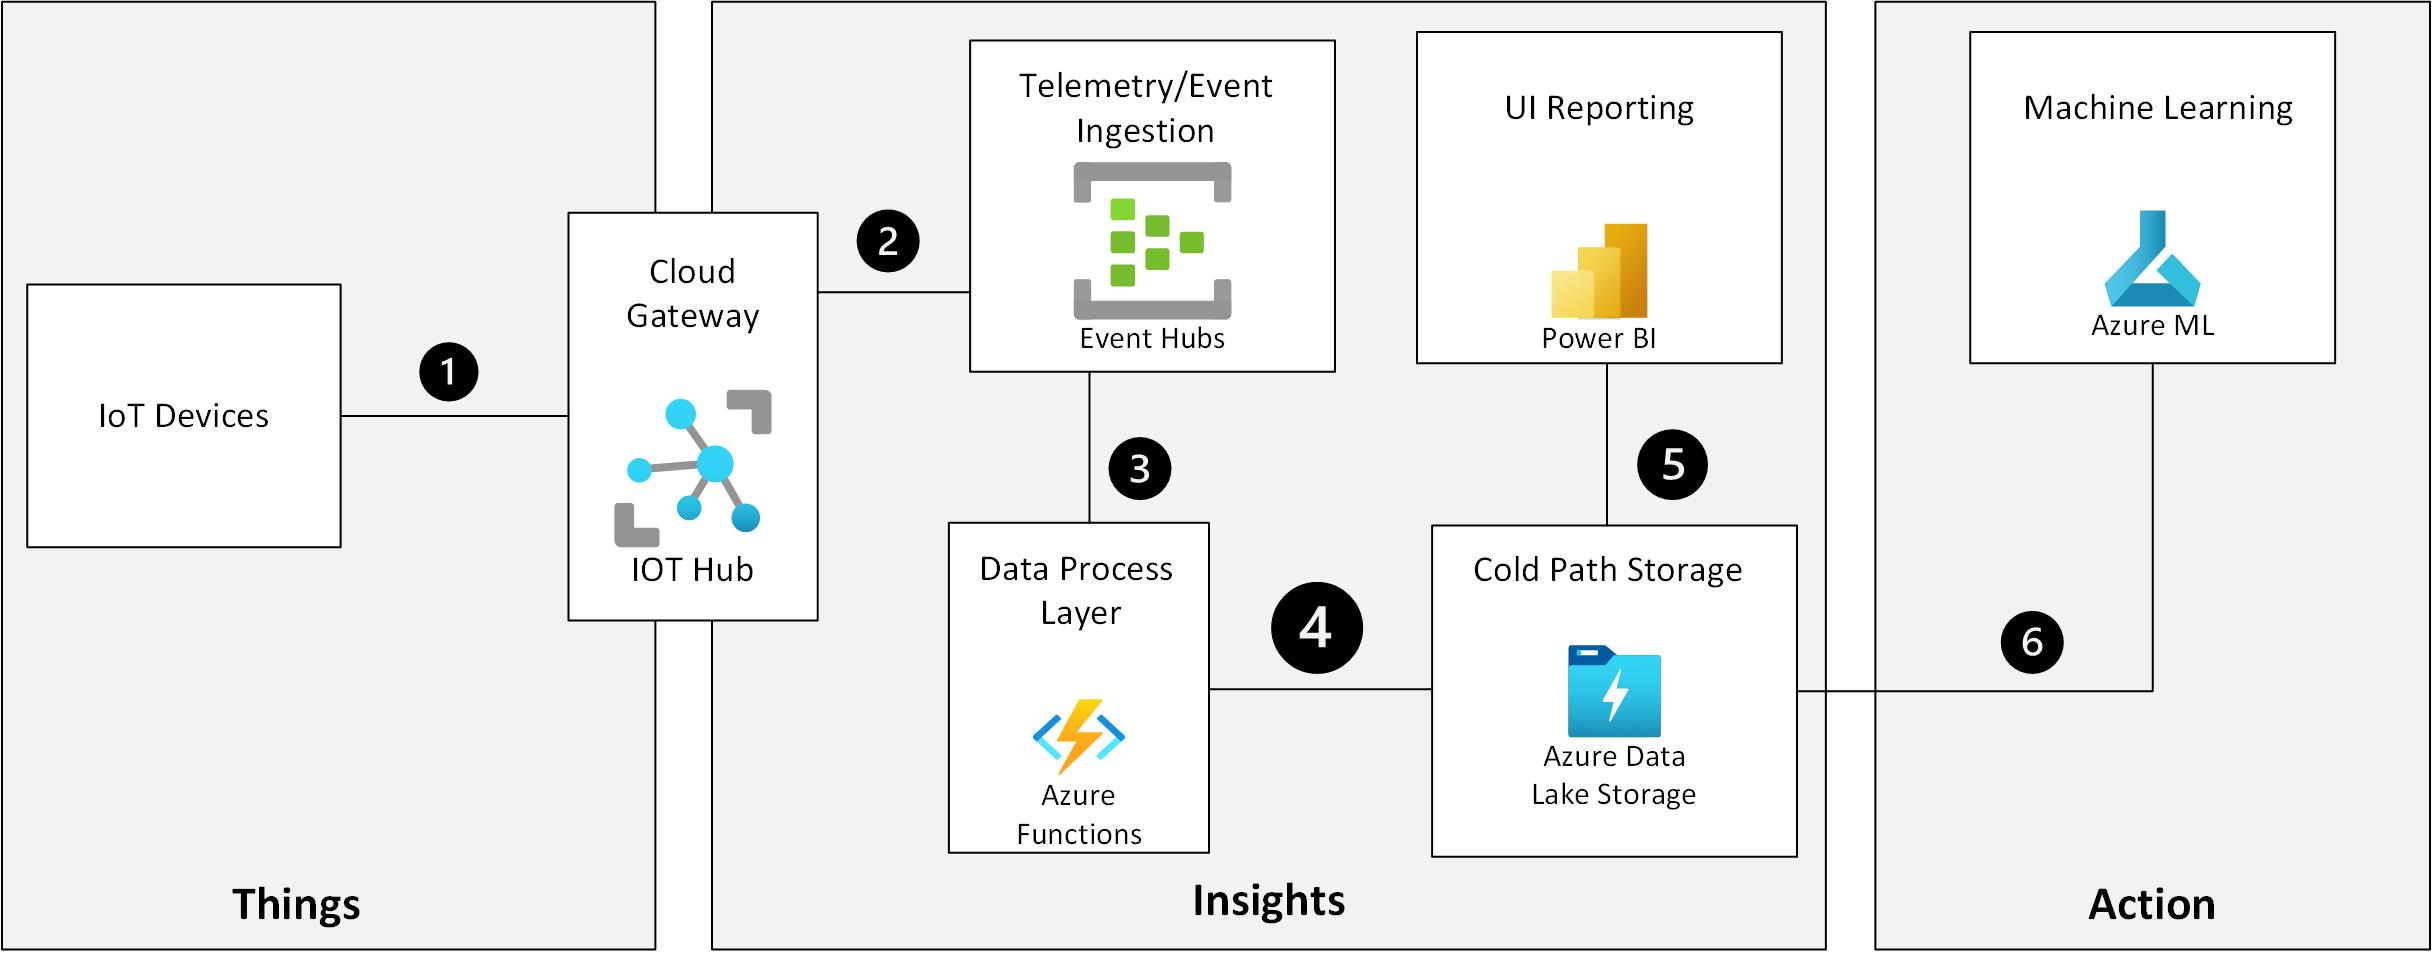 IoT Devices
1
Cloud
Gateway
IOT Hub
2
Telemetry/Event
Ingestion
Event Hubs
3
Data Process
Layer
Azure
Functions
4
Cold Path Storage
Azure Data
Lake Storage
5
UI Reporting
Power BI
6
Machine Learning
Azure ML
Things
Insights
Action